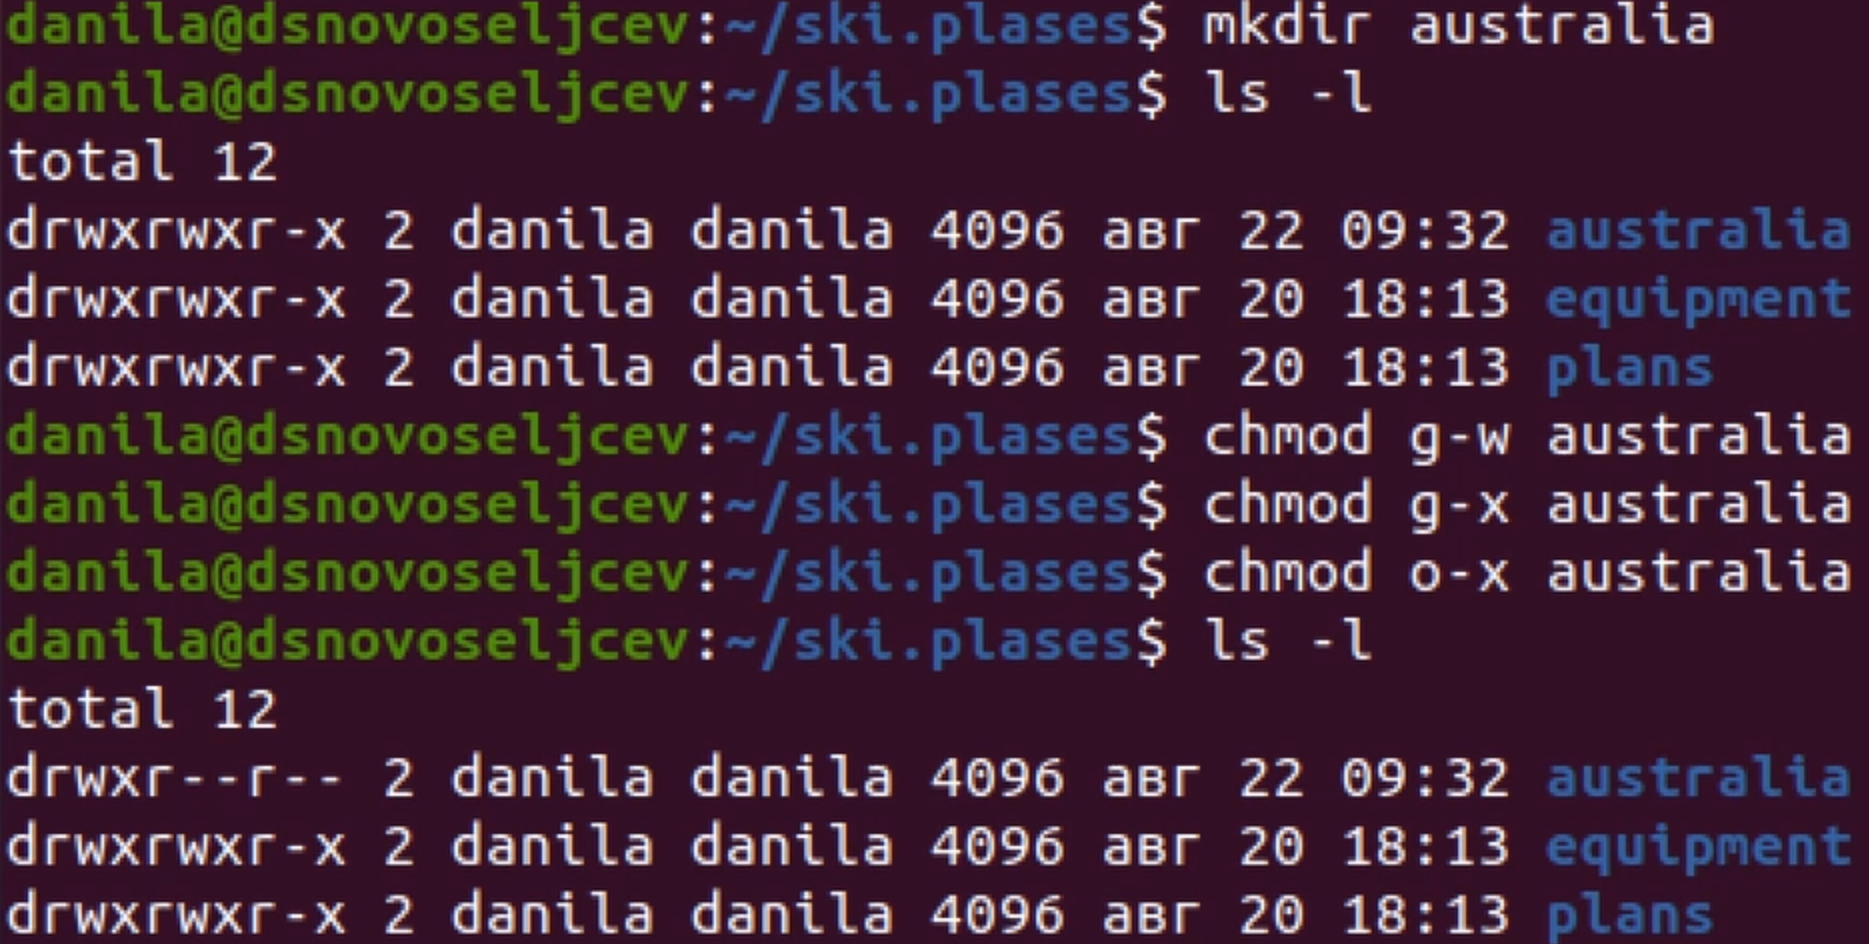 danila@dsnovoseljcev:~/ski.plases$ mkdir australia
danila@dsnovoseljcev:~/ski.plases$ ls -l
total 12
drwxrwxr-x 2 danila danila 4096 авг 22 09:32 australia
drwxrwxr-x 2 danila danila 4096 авг 20 18:13 equipment
drwxrwxr-x 2 danila danila 4096 авг 20 18:13 plans
danila@dsnovoseljcev:~/ski.plases$ chmod g-w australia
danila@dsnovoseljcev:~/ski.plases$ chmod g-x australia
danila@dsnovoseljcev:~/ski.plases$ chmod o-x australia
danila@dsnovoseljcev:~/ski.plases$ ls -l
total 12
drwxr--r-- 2 danila danila 4096 авг 22 09:32 australia
drwxrwxr-x 2 danila danila 4096 авг 20 18:13 equipment
drwxrwxr-x 2 danila danila 4096 авг 20 18:13 plans